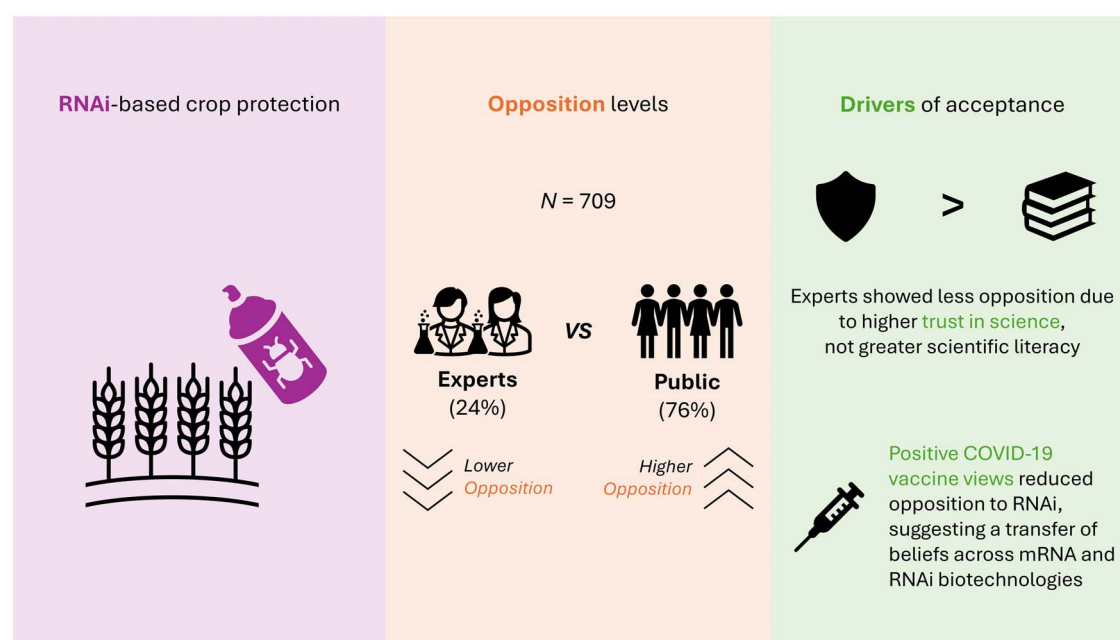 RNAi-based crop protection
Opposition levels
N = 709
VS
Experts
(24%)
Public
(76%)
Lower
Opposition
Higher
Opposition
Drivers of acceptance
>
Experts showed less opposition due
to higher trust in science,
not greater scientific literacy
Positive COVID-19
vaccine views reduced
opposition to RNAi,
suggesting a transfer of
beliefs across mRNA and
RNAi biotechnologies